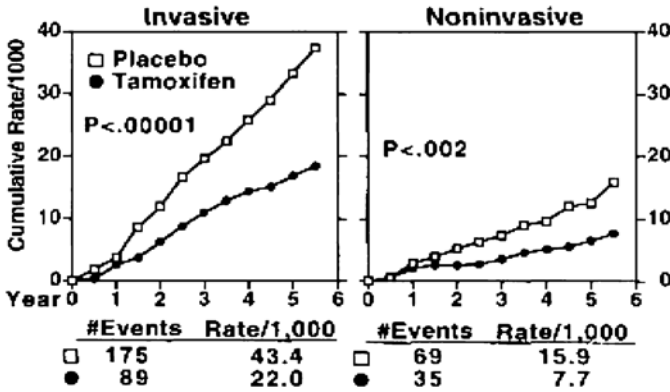 Invasive
Noninvasive
Cumulative Rate/1000
40
30
20
10
0
Placebo
Tamoxifen
P<.00001
P<.002
40
30
20
10
0
Year 0 1 2 3 4 5 6
0 1 2 3 4 5 6
#Events Rate/1,000
175 43.4
89 22.0
#Events Rate/1,000
69 15.9
35 7.7